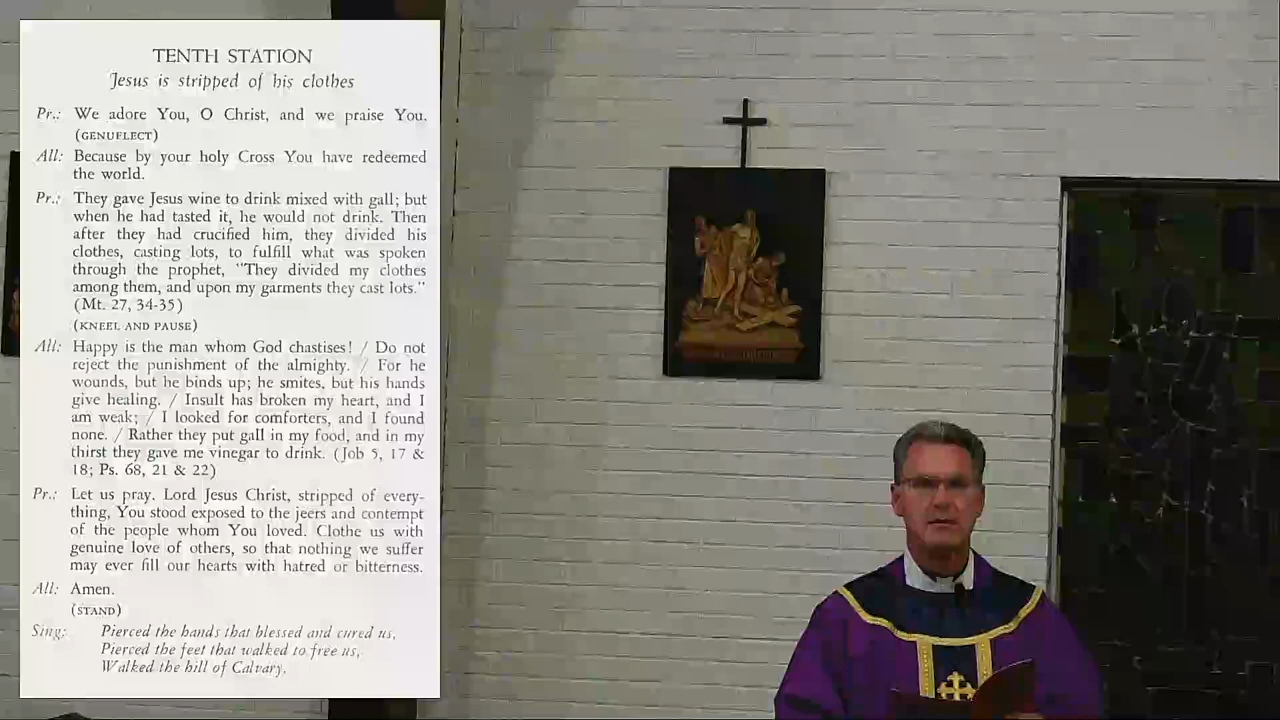 TENTH STATION
Jesus is stripped of his clothes
Pr.: We adore You, O Christ, and we praise You.
(GENUFLECT)
All: Because by your holy Cross You have redeemed
the world.
Pr.: They gave Jesus wine to drink mixed with gall; but
when he had tasted it, he would not drink. Then
after they had crucified him, they divided his
clothes, casting lots, to fulfill what was spoken
through the prophet, "They divided my clothes
among them, and upon my garments they cast lots."
(Mt. 27, 34-35)
(KNEEL AND PAUSE)
All: Happy is the man whom God chastises! / Do not
reject the punishment of the almighty. / For he
wounds, but he binds up; he smites, but his hands
give healing. / Insult has broken my heart, and I
am weak; / I looked for comforters, and I found
none. / Rather they put gall in my food, and in my
thirst they gave me vinegar to drink. (Job 5, 17 &
18; Ps. 68, 21 & 22)
Pr.: Let us pray. Lord Jesus Christ, stripped of every-
thing, You stood exposed to the jeers and contempt
of the people whom You loved. Clothe us with
genuine love of others, so that nothing we suffer
may ever fill our hearts with hatred or bitterness.
All: Amen.
(STAND)
Sing: Pierced the hands that blessed and cured us,
Pierced the feet that walked to free us,
Walked the hill of Calvary.